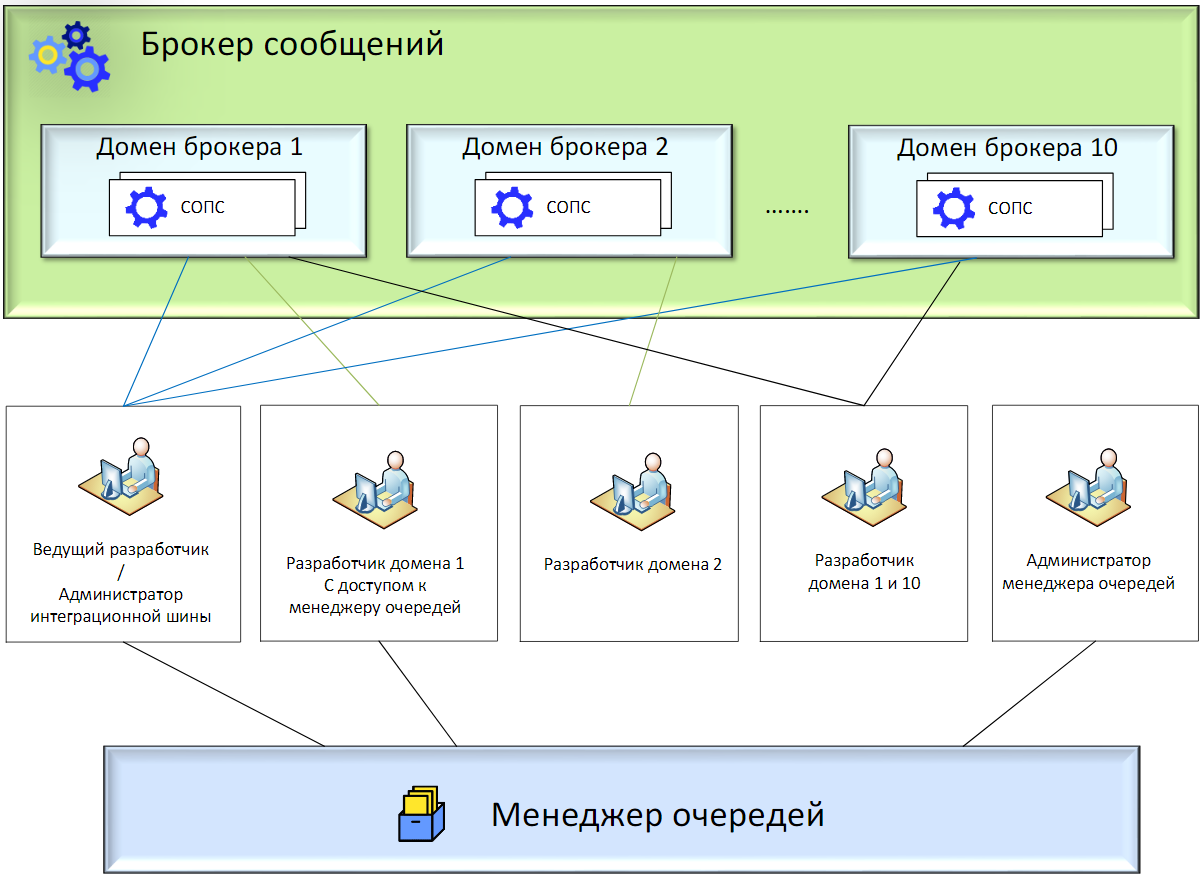 Брокер сообщений
Домен брокера 1
СОПС
Домен брокера 2
СОПС
.......
Домен брокера 10
СОПС
Ведущий разработчик
/
Администратор
интеграционной шины
Разработчик домена 1
С доступом к
менеджеру очередей
Разработчик домена 2
Разработчик
домена 1 и 10
Администратор
менеджера очередей
Менеджер очередей